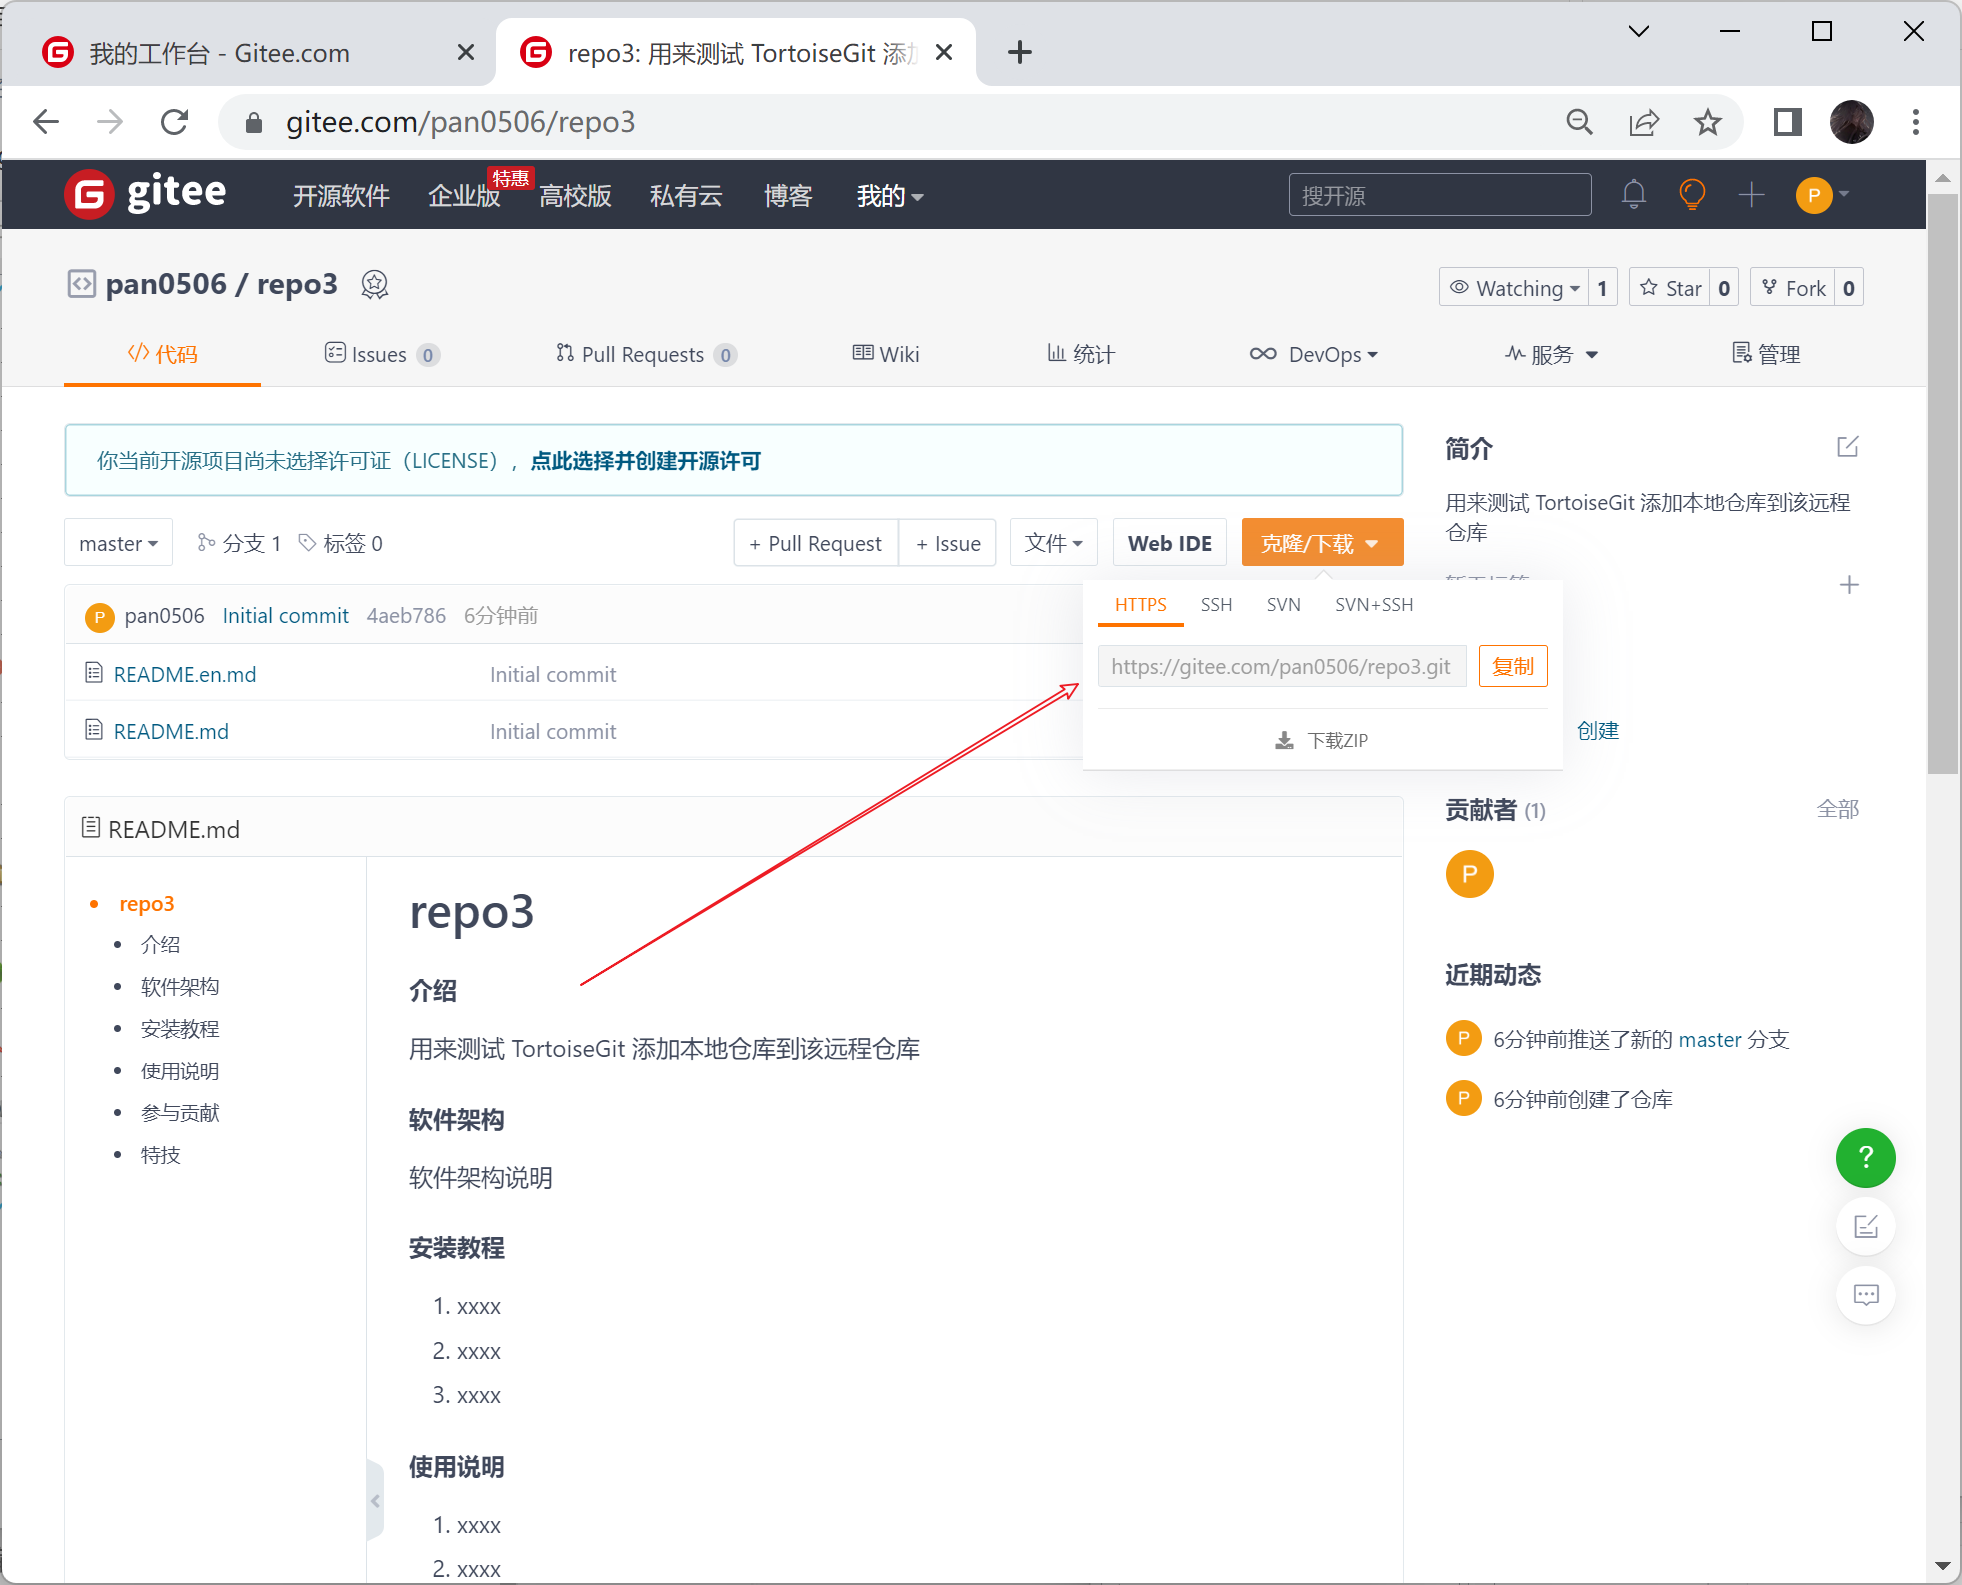 我的工作台 - Gitee.com
repo3: 用来测试 TortoiseGit 添加
gitee.com/pan0506/repo3
gitee 开源软件 企业版 特惠 高校版 私有云 博客 我的 搜开源 P
pan0506 / repo3 Watching 1 Star 0 Fork 0
代码 Issues 0 Pull Requests 0 Wiki 统计 DevOps 服务 管理
你当前开源项目尚未选择许可证（LICENSE），点此选择并创建开源许可
master 分支 1 标签 0 + Pull Request + Issue 文件 Web IDE 克隆/下载
P pan0506 Initial commit 4aeb786 6分钟前
README.en.md Initial commit
README.md Initial commit
HTTPS SSH SVN SVN+SSH
https://gitee.com/pan0506/repo3.git 复制
下载ZIP
简介
用来测试 TortoiseGit 添加本地仓库到该远程
仓库
创建
贡献者 (1) 全部
P
近期动态
P 6分钟前推送了新的 master 分支
P 6分钟前创建了仓库
?
README.md
repo3
介绍
软件架构
安装教程
使用说明
参与贡献
特技
repo3
介绍
用来测试 TortoiseGit 添加本地仓库到该远程仓库
软件架构
软件架构说明
安装教程
1. xxxx
2. xxxx
3. xxxx
使用说明
1. xxxx
2. xxxx